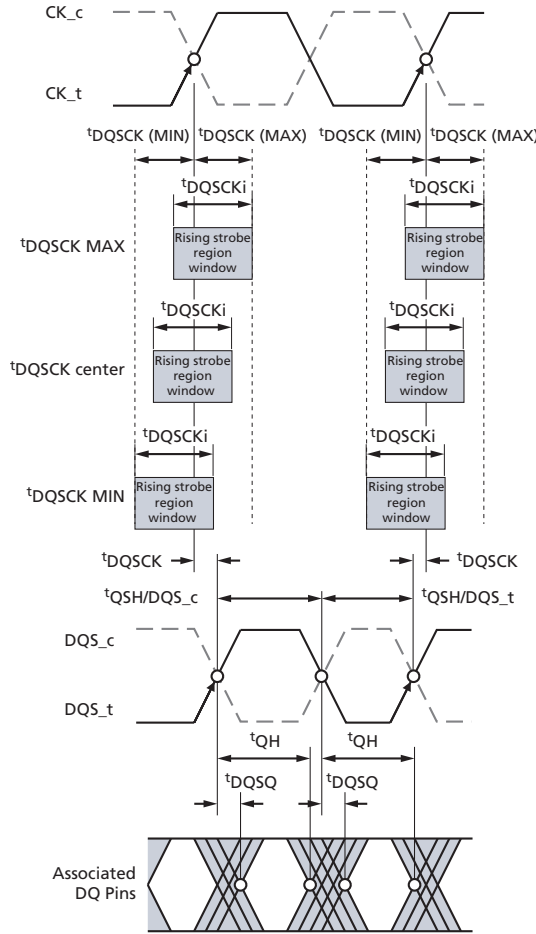 CK_c
CK_t
tDQSCK (MIN) tDQSCK (MAX) tDQSCK (MIN) tDQSCK (MAX)
tDQSCKi tDQSCKi
tDQSCK MAX
Rising strobe
region
window
Rising strobe
region
window
tDQSCKi tDQSCKi
tDQSCK center
Rising strobe
region
window
Rising strobe
region
window
tDQSCKi tDQSCKi
tDQSCK MIN
Rising strobe
region
window
Rising strobe
region
window
tDQSCK tDQSCK
tQSH/DQS_c tQSH/DQS_t
DQS_c
DQS_t
tQH tQH
tDQSQ tDQSQ
Associated
DQ Pins